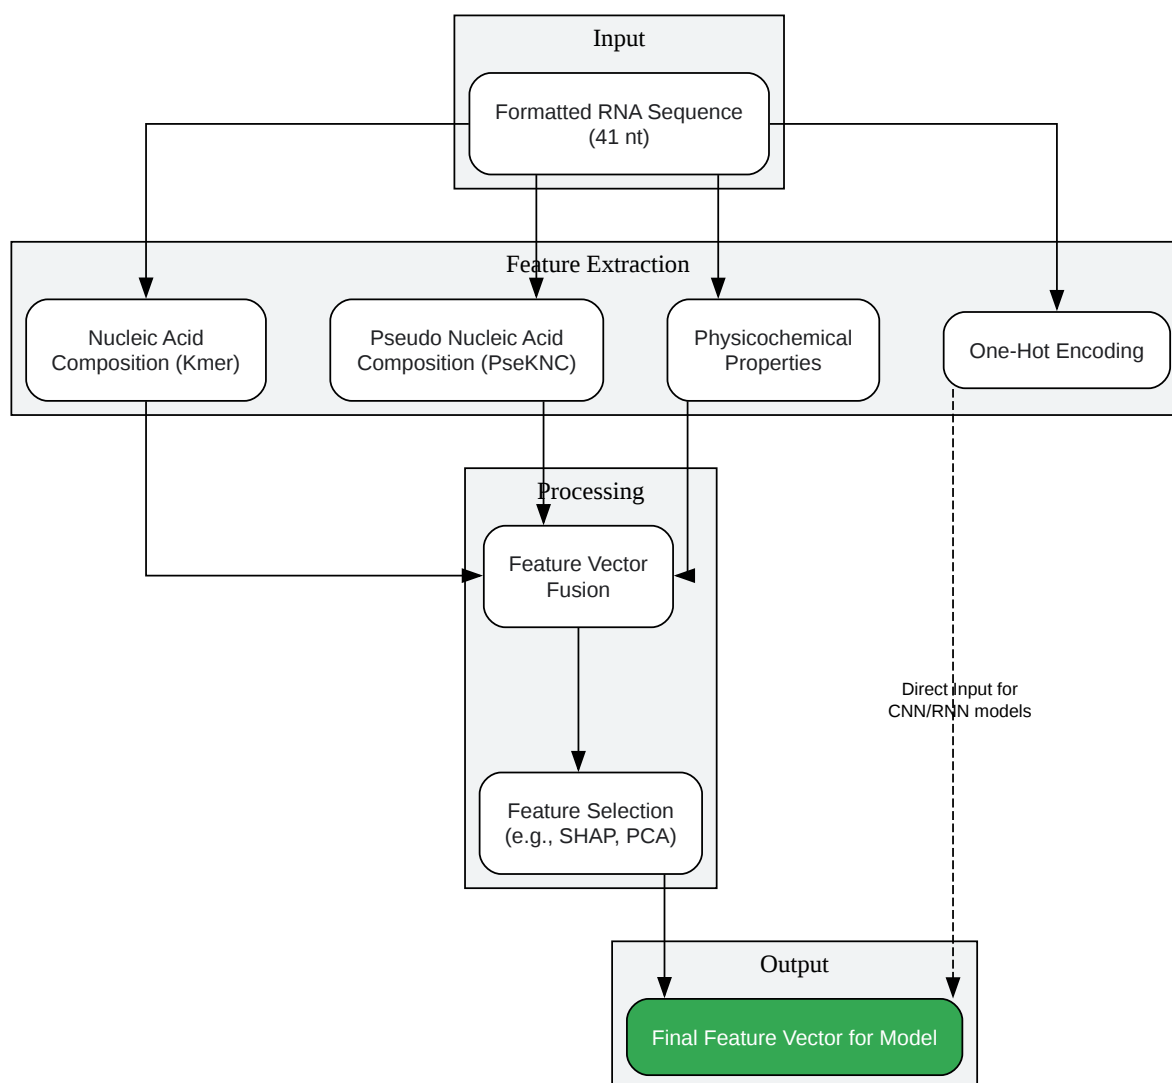 Input
Formatted RNA Sequence
(41 nt)
Feature Extraction
Nucleic Acid
Composition (Kmer)
Pseudo Nucleic Acid
Composition (PseKNC)
Physicochemical
Properties
One-Hot Encoding
Processing
Feature Vector
Fusion
Direct Input for
CNN/RNN models
Feature Selection
(e.g., SHAP, PCA)
Output
Final Feature Vector for Model